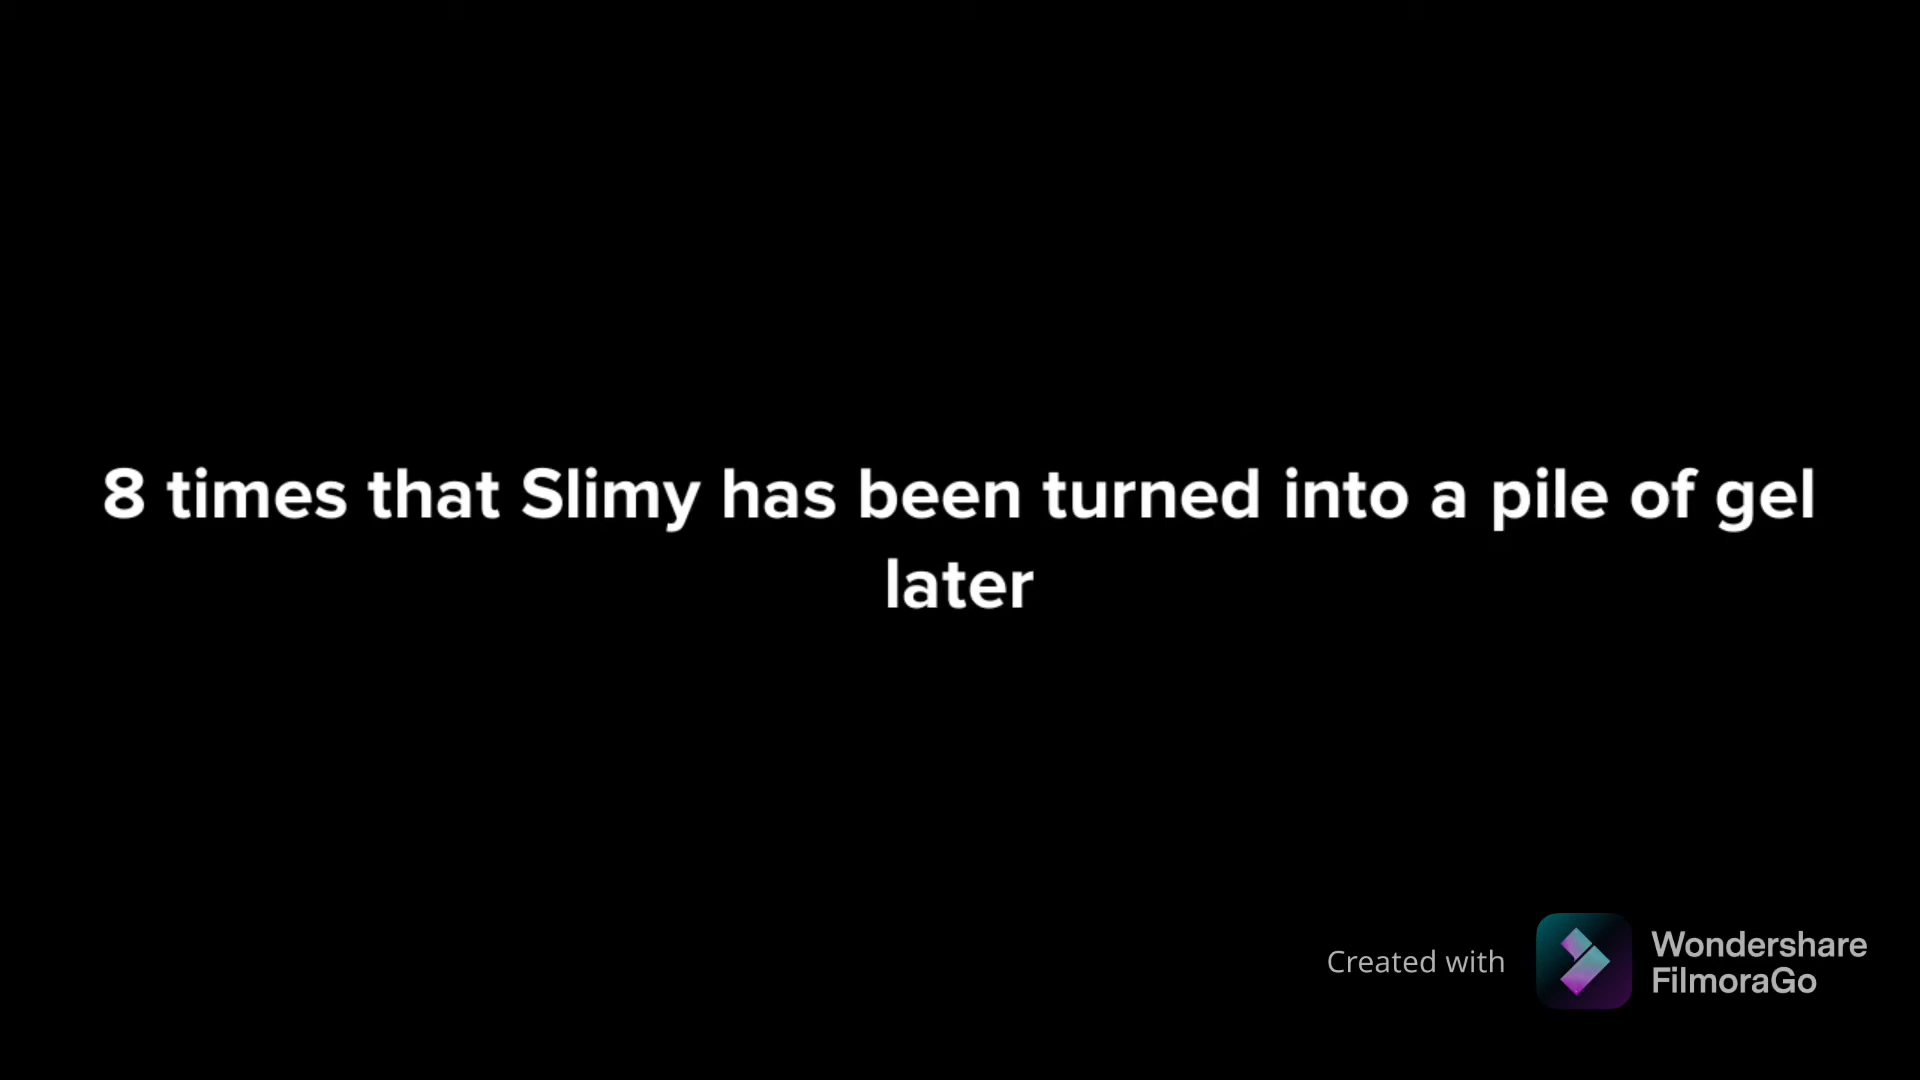 8 times that Slimy has been turned into a pile of gel
later
Created with
Wondershare
FilmoraGo